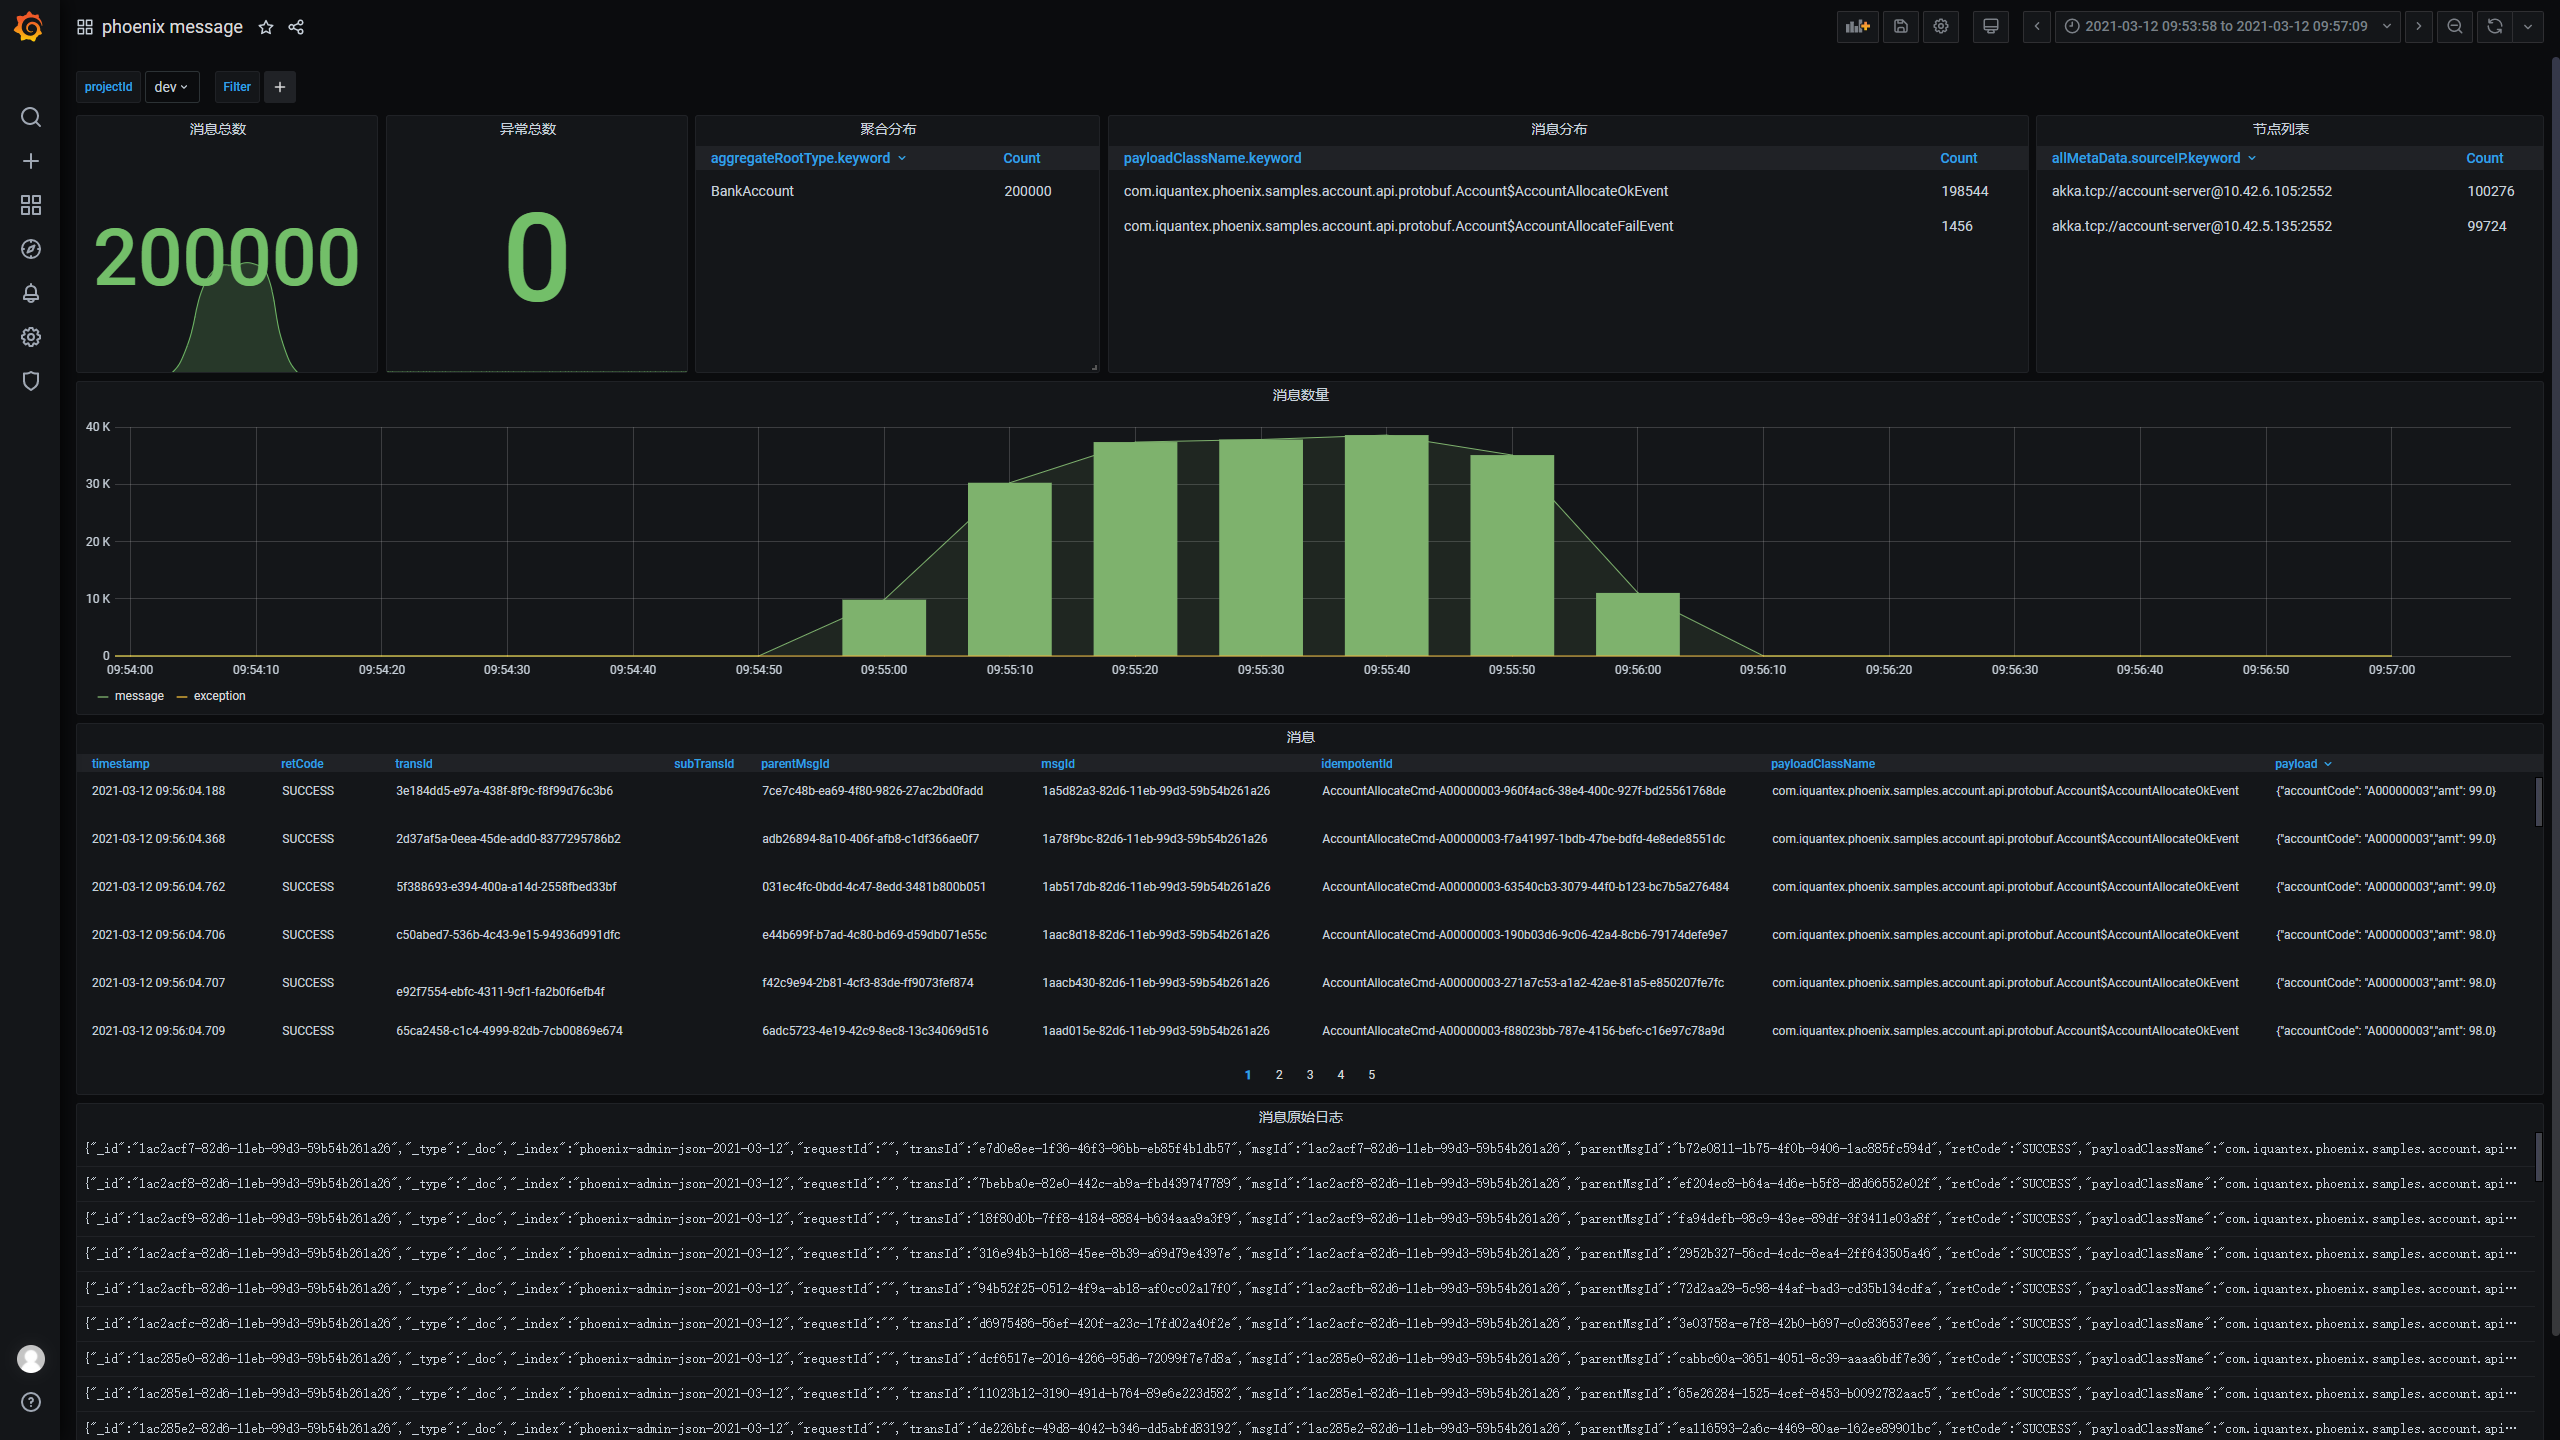 phoenix message
2021-03-12 09:53:58 to 2021-03-12 09:57:09
projectId dev Filter +
消息总数
200000
异常总数
0
聚合分布
aggregateRootType.keyword Count
BankAccount 200000
消息分布
payloadClassName.keyword Count
com.iquantex.phoenix.samples.account.api.protobuf.Account$AccountAllocateOkEvent 198544
com.iquantex.phoenix.samples.account.api.protobuf.Account$AccountAllocateFailEvent 1456
节点列表
allMetaData.sourceIP.keyword Count
akka.tcp://account-server@10.42.6.105:2552 100276
akka.tcp://account-server@10.42.5.135:2552 99724
消息数量
40 K
30 K
20 K
10 K
0
09:54:00 09:54:10 09:54:20 09:54:30 09:54:40 09:54:50 09:55:00 09:55:10 09:55:20 09:55:30 09:55:40 09:55:50 09:56:00 09:56:10 09:56:20 09:56:30 09:56:40 09:56:50 09:57:00
message exception
消息
timestamp retCode transId subTransId parentMsgId msgId idempotentId payloadClassName payload
2021-03-12 09:56:04.188 SUCCESS 3e184dd5-e97a-438f-8f9c-f8f99d76c3b6 7ce7c48b-ea69-4f80-9826-27ac2bd0fadd 1a5d82a3-82d6-11eb-99d3-59b54b261a26 AccountAllocateCmd-A00000003-960f4ac6-38e4-400c-927f-bd25561768de com.iquantex.phoenix.samples.account.api.protobuf.Account$AccountAllocateOkEvent {"accountCode": "A00000003","amt": 99.0}
2021-03-12 09:56:04.368 SUCCESS 2d37af5a-0eea-45de-add0-8377295786b2 adb26894-8a10-406f-afb8-c1df366ae0f7 1a78f9bc-82d6-11eb-99d3-59b54b261a26 AccountAllocateCmd-A00000003-f7a41997-1bdb-47be-bdfd-4e8ede8551dc com.iquantex.phoenix.samples.account.api.protobuf.Account$AccountAllocateOkEvent {"accountCode": "A00000003","amt": 99.0}
2021-03-12 09:56:04.762 SUCCESS 5f388693-e394-400a-a14d-2558fbed33bf 031ec4fc-0bdd-4c47-8edd-3481b800b051 1ab517db-82d6-11eb-99d3-59b54b261a26 AccountAllocateCmd-A00000003-63540cb3-3079-44f0-b123-bc7b5a276484 com.iquantex.phoenix.samples.account.api.protobuf.Account$AccountAllocateOkEvent {"accountCode": "A00000003","amt": 99.0}
2021-03-12 09:56:04.706 SUCCESS c50abed7-536b-4c43-9e15-94936d991dfc e44b699f-b7ad-4c80-bd69-d59db071e55c 1aac8d18-82d6-11eb-99d3-59b54b261a26 AccountAllocateCmd-A00000003-190b03d6-9c06-42a4-8cb6-79174defe9e7 com.iquantex.phoenix.samples.account.api.protobuf.Account$AccountAllocateOkEvent {"accountCode": "A00000003","amt": 98.0}
2021-03-12 09:56:04.707 SUCCESS e92f7554-ebfc-4311-9cf1-fa2b0f6efb4f f42c9e94-2b81-4cf3-83de-ff9073fef874 1aacb430-82d6-11eb-99d3-59b54b261a26 AccountAllocateCmd-A00000003-271a7c53-a1a2-42ae-81a5-e850207fe7fc com.iquantex.phoenix.samples.account.api.protobuf.Account$AccountAllocateOkEvent {"accountCode": "A00000003","amt": 98.0}
2021-03-12 09:56:04.709 SUCCESS 65ca2458-c1c4-4999-82db-7cb00869e674 6adc5723-4e19-42c9-8ec8-13c34069d516 1aad015e-82d6-11eb-99d3-59b54b261a26 AccountAllocateCmd-A00000003-f88023bb-787e-4156-befc-c16e97c78a9d com.iquantex.phoenix.samples.account.api.protobuf.Account$AccountAllocateOkEvent {"accountCode": "A00000003","amt": 98.0}
1 2 3 4 5
消息原始日志
{"_id":"1ac2acf7-82d6-11eb-99d3-59b54b261a26","_type":"_doc","_index":"phoenix-admin-json-2021-03-12","requestId":"","transId":"e7d0e8ee-1f36-46f3-96bb-eb85f4b1db57","msgId":"1ac2acf7-82d6-11eb-99d3-59b54b261a26","parentMsgId":"b72e0811-1b75-4f0b-9406-1ac885fc594d","retCode":"SUCCESS","payloadClassName":"com.iquantex.phoenix.samples.account.api…
{"_id":"1ac2acf8-82d6-11eb-99d3-59b54b261a26","_type":"_doc","_index":"phoenix-admin-json-2021-03-12","requestId":"","transId":"7bebba0e-82e0-442c-ab9a-fbd439747789","msgId":"1ac2acf8-82d6-11eb-99d3-59b54b261a26","parentMsgId":"ef204ec8-b64a-4d6e-b5f8-d8d66552e02f","retCode":"SUCCESS","payloadClassName":"com.iquantex.phoenix.samples.account.api…
{"_id":"1ac2acf9-82d6-11eb-99d3-59b54b261a26","_type":"_doc","_index":"phoenix-admin-json-2021-03-12","requestId":"","transId":"18f80d0b-7ff8-4184-8884-b634aaa9a3f9","msgId":"1ac2acf9-82d6-11eb-99d3-59b54b261a26","parentMsgId":"fa94defb-98c9-43ee-89df-3f3411e03a8f","retCode":"SUCCESS","payloadClassName":"com.iquantex.phoenix.samples.account.api…
{"_id":"1ac2acfa-82d6-11eb-99d3-59b54b261a26","_type":"_doc","_index":"phoenix-admin-json-2021-03-12","requestId":"","transId":"316e94b3-b168-45ee-8b39-a69d79e4397e","msgId":"1ac2acfa-82d6-11eb-99d3-59b54b261a26","parentMsgId":"2952b327-56cd-4cdc-8ea4-2ff643505a46","retCode":"SUCCESS","payloadClassName":"com.iquantex.phoenix.samples.account.api…
{"_id":"1ac2acfb-82d6-11eb-99d3-59b54b261a26","_type":"_doc","_index":"phoenix-admin-json-2021-03-12","requestId":"","transId":"94b52f25-0512-4f9a-ab18-af0cc02a17f0","msgId":"1ac2acfb-82d6-11eb-99d3-59b54b261a26","parentMsgId":"72d2aa29-5c98-44af-bad3-cd35b134cdfa","retCode":"SUCCESS","payloadClassName":"com.iquantex.phoenix.samples.account.api…
{"_id":"1ac2acfc-82d6-11eb-99d3-59b54b261a26","_type":"_doc","_index":"phoenix-admin-json-2021-03-12","requestId":"","transId":"d6975486-56ef-420f-a23c-17fd02a40f2e","msgId":"1ac2acfc-82d6-11eb-99d3-59b54b261a26","parentMsgId":"3e03758a-e7f8-42b0-b697-c0c836537eee","retCode":"SUCCESS","payloadClassName":"com.iquantex.phoenix.samples.account.api…
{"_id":"1ac285e0-82d6-11eb-99d3-59b54b261a26","_type":"_doc","_index":"phoenix-admin-json-2021-03-12","requestId":"","transId":"dcf6517e-2016-4266-95d6-72099f7e7d8a","msgId":"1ac285e0-82d6-11eb-99d3-59b54b261a26","parentMsgId":"cabbc60a-3651-4051-8c39-aaaa6bdf7e36","retCode":"SUCCESS","payloadClassName":"com.iquantex.phoenix.samples.account.api…
{"_id":"1ac285e1-82d6-11eb-99d3-59b54b261a26","_type":"_doc","_index":"phoenix-admin-json-2021-03-12","requestId":"","transId":"11023b12-3190-491d-b764-89e6e223d582","msgId":"1ac285e1-82d6-11eb-99d3-59b54b261a26","parentMsgId":"65e26284-1525-4cef-8453-b0092782aac5","retCode":"SUCCESS","payloadClassName":"com.iquantex.phoenix.samples.account.api…
{"_id":"1ac285e2-82d6-11eb-99d3-59b54b261a26","_type":"_doc","_index":"phoenix-admin-json-2021-03-12","requestId":"","transId":"de226bfc-49d8-4042-b346-dd5abfd83192","msgId":"1ac285e2-82d6-11eb-99d3-59b54b261a26","parentMsgId":"ea116593-2a6c-4469-80ae-162ee89901bc","retCode":"SUCCESS","payloadClassName":"com.iquantex.phoenix.samples.account.api…